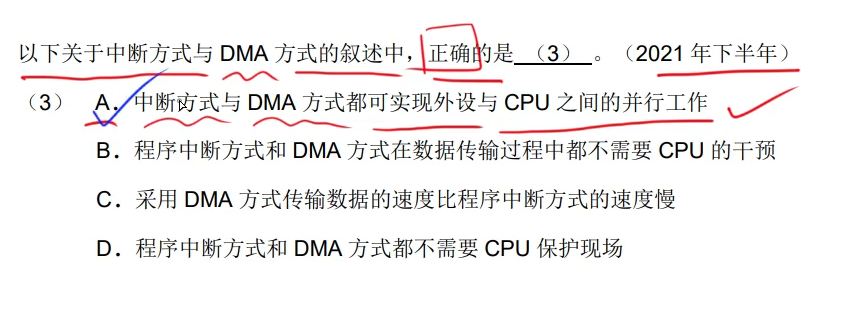 以下关于中断方式与 DMA 方式的叙述中，正确的是 （3） 。（2021 年下半年）
（3） A．中断方式与 DMA 方式都可实现外设与 CPU 之间的并行工作
B．程序中断方式和 DMA 方式在数据传输过程中都不需要 CPU 的干预
C．采用 DMA 方式传输数据的速度比程序中断方式的速度慢
D．程序中断方式和 DMA 方式都不需要 CPU 保护现场